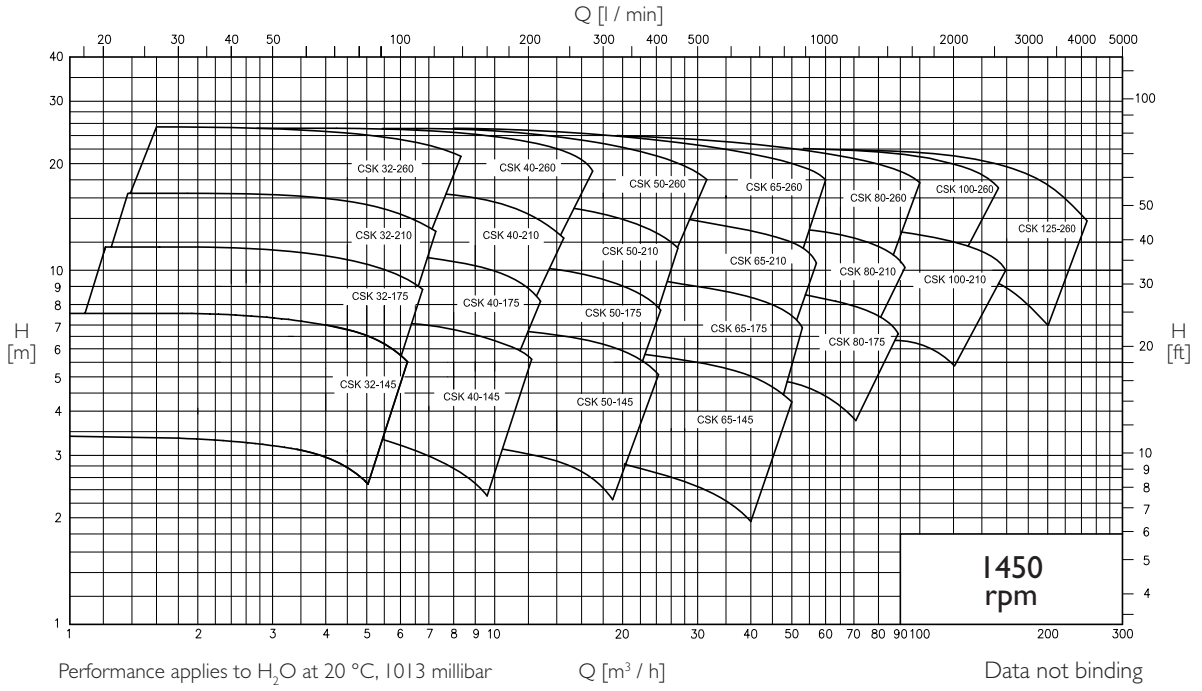 Q [l / min]
20 30 40 50 100 200 300 400 500 1000 2000 3000 4000 5000
40
30
20
10
9
8
7
6
5
4
3
2
1
H
[m]
100
50
40
30
20
10
9
8
7
6
5
4
H
[ft]
CSK 32-260 CSK 40-260 CSK 50-260 CSK 65-260 CSK 80-260 CSK 100-260 CSK 125-260
CSK 32-210 CSK 40-210 CSK 50-210 CSK 65-210 CSK 80-210 CSK 100-210
CSK 32-175 CSK 40-175 CSK 50-175 CSK 65-175 CSK 80-175
CSK 32-145 CSK 40-145 CSK 50-145 CSK 65-145
1450
rpm
1 2 3 4 5 6 7 8 9 10 20 30 40 50 60 70 80 90 100 200 300
Performance applies to H₂O at 20 °C, 1013 millibar Q [m³ / h] Data not binding